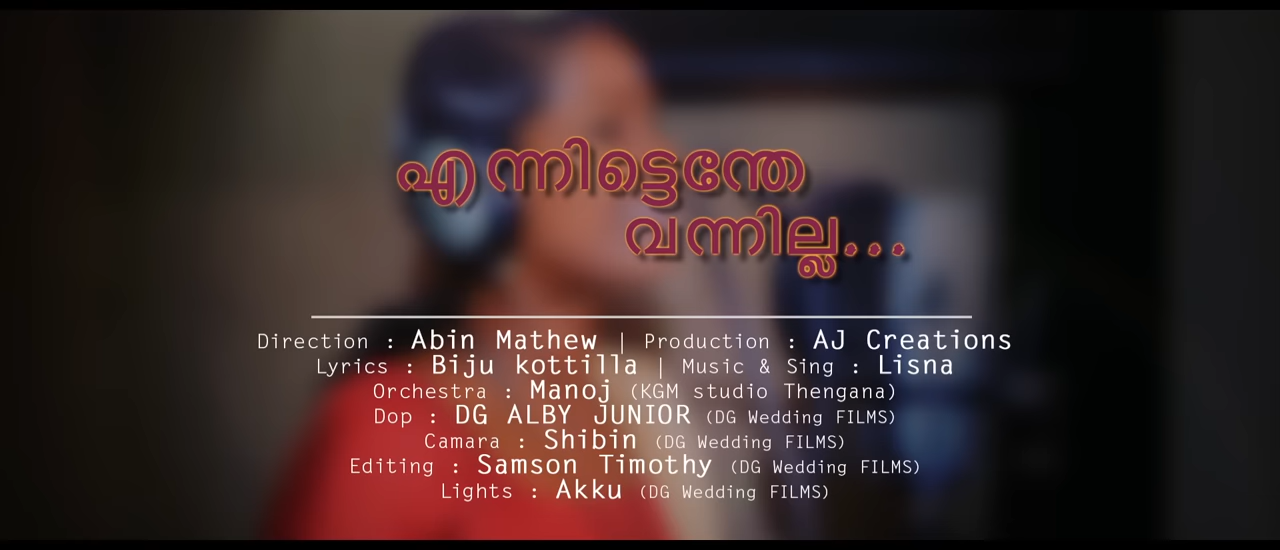 എന്നിട്ടെന്തേ
വന്നില്ല...
Direction : Abin Mathew | Production : AJ Creations
Lyrics : Biju kottilla | Music & Sing : Lisna
Orchestra : Manoj (KGM studio Thengana)
Dop : DG ALBY JUNIOR (DG Wedding FILMS)
Camara : Shibin (DG Wedding FILMS)
Editing : Samson Timothy (DG Wedding FILMS)
Lights : Akku (DG Wedding FILMS)